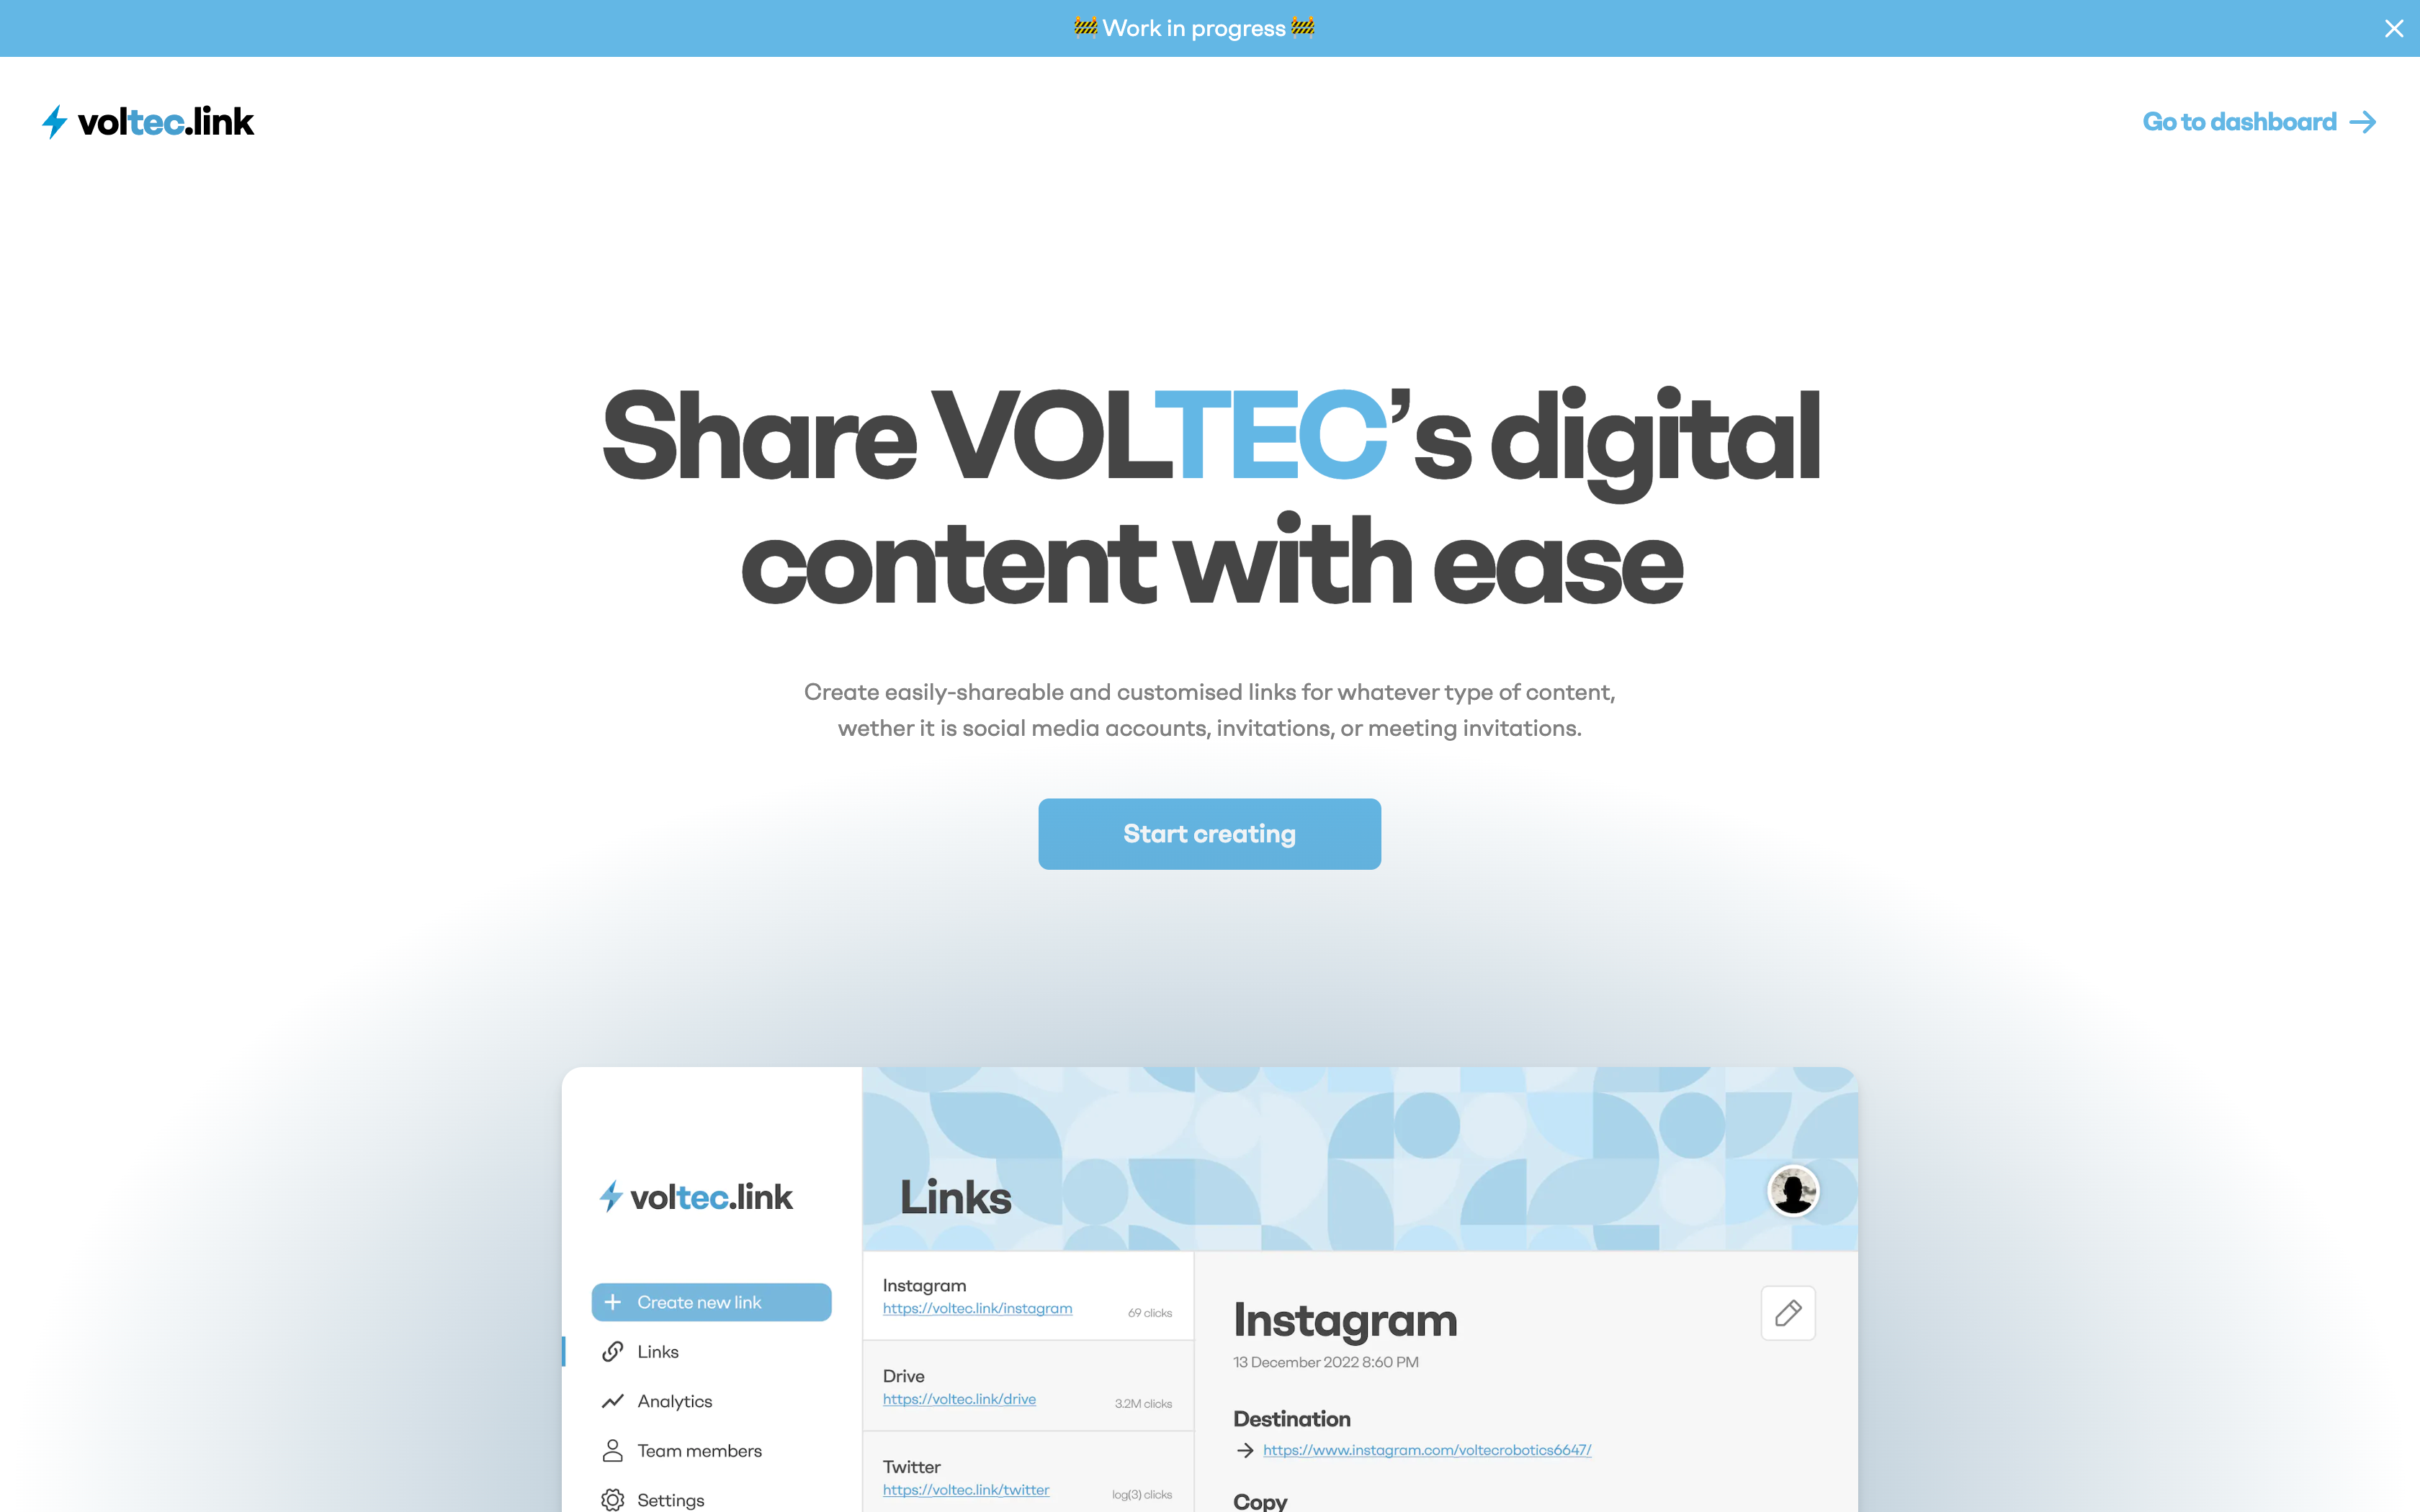 🚧 Work in progress 🚧
voltec.link
Go to dashboard
Share VOLTEC’s digital
content with ease
Create easily-shareable and customised links for whatever type of content,
wether it is social media accounts, invitations, or meeting invitations.
Start creating
voltec.link
Create new link
Links
Analytics
Team members
Settings
Links
Instagram
https://voltec.link/instagram
69 clicks
Drive
https://voltec.link/drive
3.2M clicks
Twitter
https://voltec.link/twitter
log(3) clicks
Instagram
13 December 2022 8:60 PM
Destination
https://www.instagram.com/voltecrobotics6647/
Copy